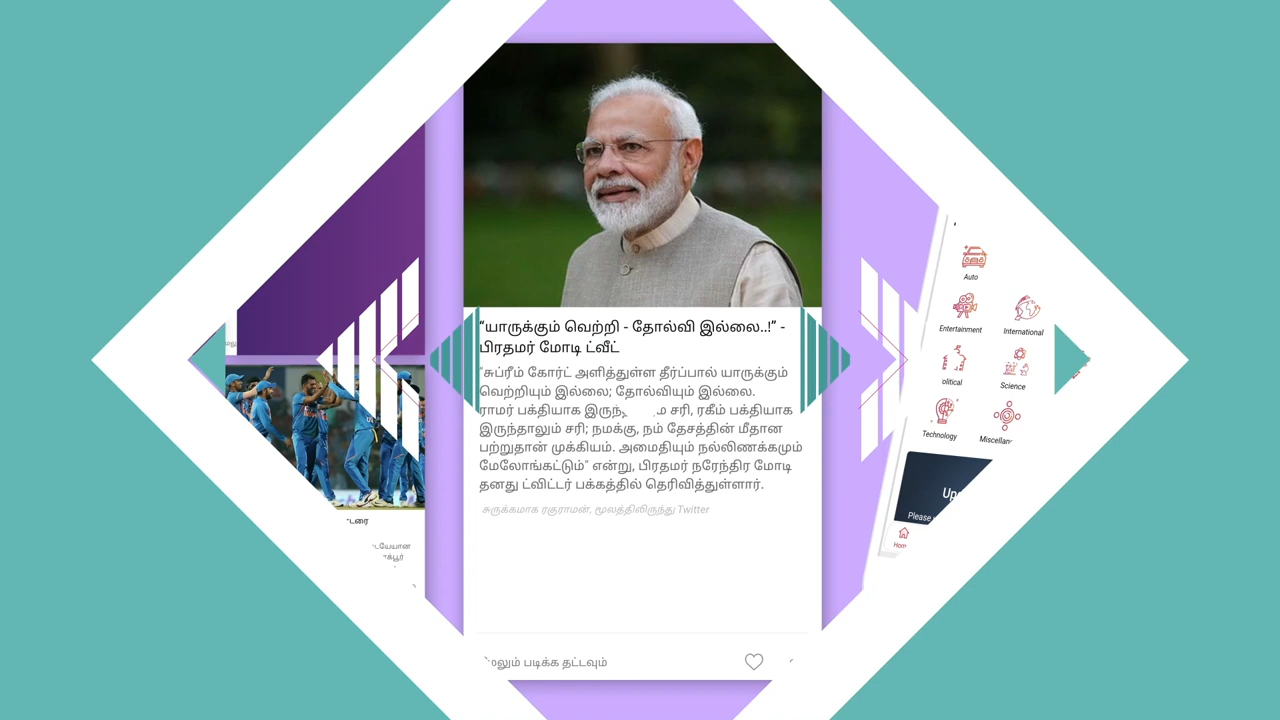 “யாருக்கும் வெற்றி - தோல்வி இல்லை..!” -
பிரதமர் மோடி ட்வீட்
"சுப்ரீம் கோர்ட் அளித்துள்ள தீர்ப்பால் யாருக்கும்
வெற்றியும் இல்லை; தோல்வியும் இல்லை.
ராமர் பக்தியாக சரி, ரகீம் பக்தியாக
இருந்தாலும் சரி; நமக்கு, நம் தேசத்தின் மீதான
பற்றுதான் முக்கியம். அமைதியும் நல்லிணக்கமும்
மேலோங்கட்டும்" என்று, பிரதமர் நரேந்திர மோடி
தனது ட்விட்டர் பக்கத்தில் தெரிவித்துள்ளார்.
சுருக்கமாக ரகுராமன், மூலத்திலிருந்து Twitter
படிக்க தட்டவும்
Auto
Entertainment International
Science
Technology
Please